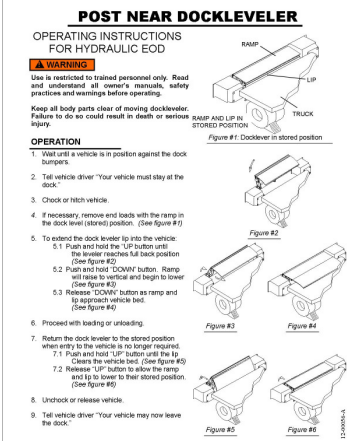 POST NEAR DOCKLEVELER
OPERATING INSTRUCTIONS
FOR HYDRAULIC EOD
WARNING
Use is restricted to trained personnel only. Read
and understand all owner's manuals, safety
practices and warnings before operating.
Keep all body parts clear of moving dockleveler.
Failure to do so could result in death or serious
injury.
OPERATION
1. Wait until a vehicle is in position against the dock
bumpers.
2. Tell vehicle driver "Your vehicle must stay at the
dock."
3. Chock or hitch vehicle.
4. If necessary, remove end loads with the ramp in
the dock level (stored) position. (See figure #1)
5. To extend the dock leveler lip into the vehicle:
5.1 Push and hold the "UP button until
the leveler reaches full back position
(See figure #2)
5.2 Push and hold "DOWN" button. Ramp
will raise to vertical and begin to lower
(See figure #3)
5.3 Release "DOWN" button as ramp and
lip approach vehicle bed.
(See figure #4)
6. Proceed with loading or unloading.
7. Return the dock leveler to the stored position
when entry to the vehicle is no longer required.
7.1 Push and hold "UP" button until the lip
Clears the vehicle bed. (See figure #5)
7.2 Release "UP" button to allow the ramp
and lip to lower to their stored position.
(See figure #6)
8. Unchock or release vehicle.
9. Tell vehicle driver "Your vehicle may now leave
the dock."
RAMP
LIP
TRUCK
RAMP AND LIP IN
STORED POSITION
Figure #1: Docklever in stored position
Figure #2
Figure #3
Figure #4
Figure #5
Figure #6
12-00056-A